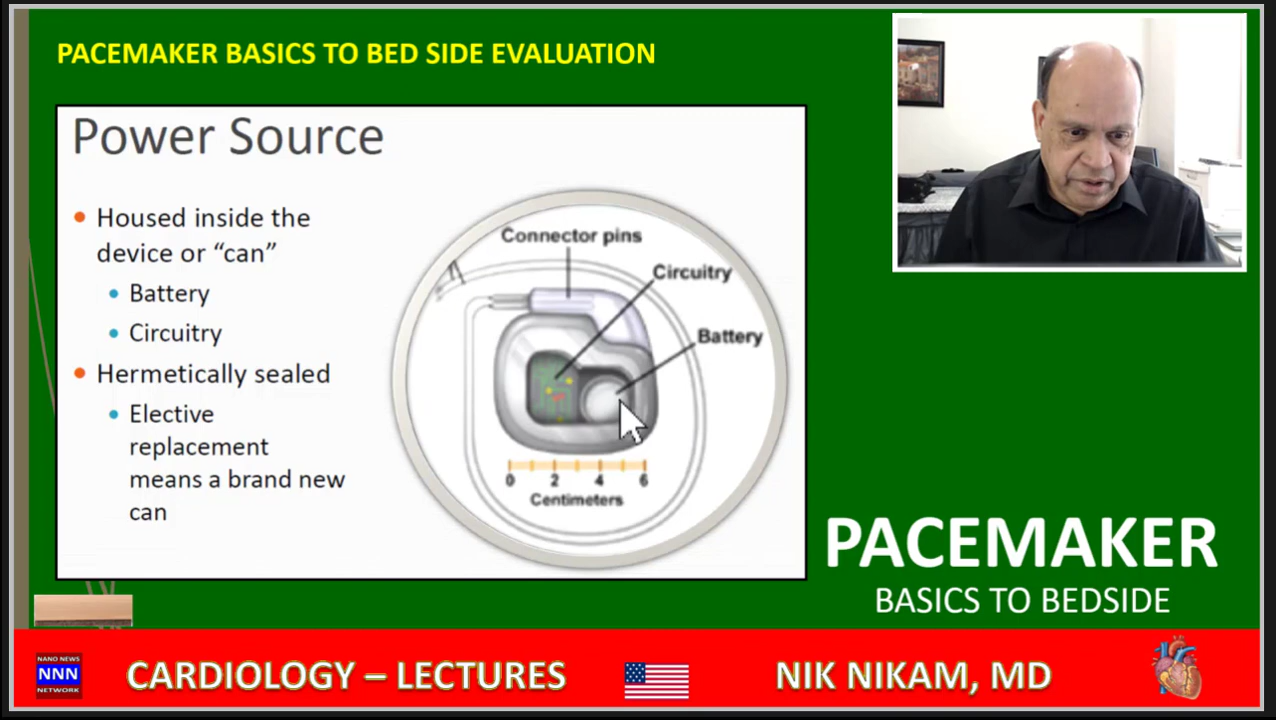 PACEMAKER BASICS TO BED SIDE EVALUATION
Power Source
Housed inside the
device or “can”
Battery
Circuitry
Hermetically sealed
Elective
replacement
means a brand new
can
Connector pins
Circuitry
Battery
0 2 4 6
Centimeters
PACEMAKER
BASICS TO BEDSIDE
NANO NEWS
NNN
NETWORK
CARDIOLOGY – LECTURES
NIK NIKAM, MD